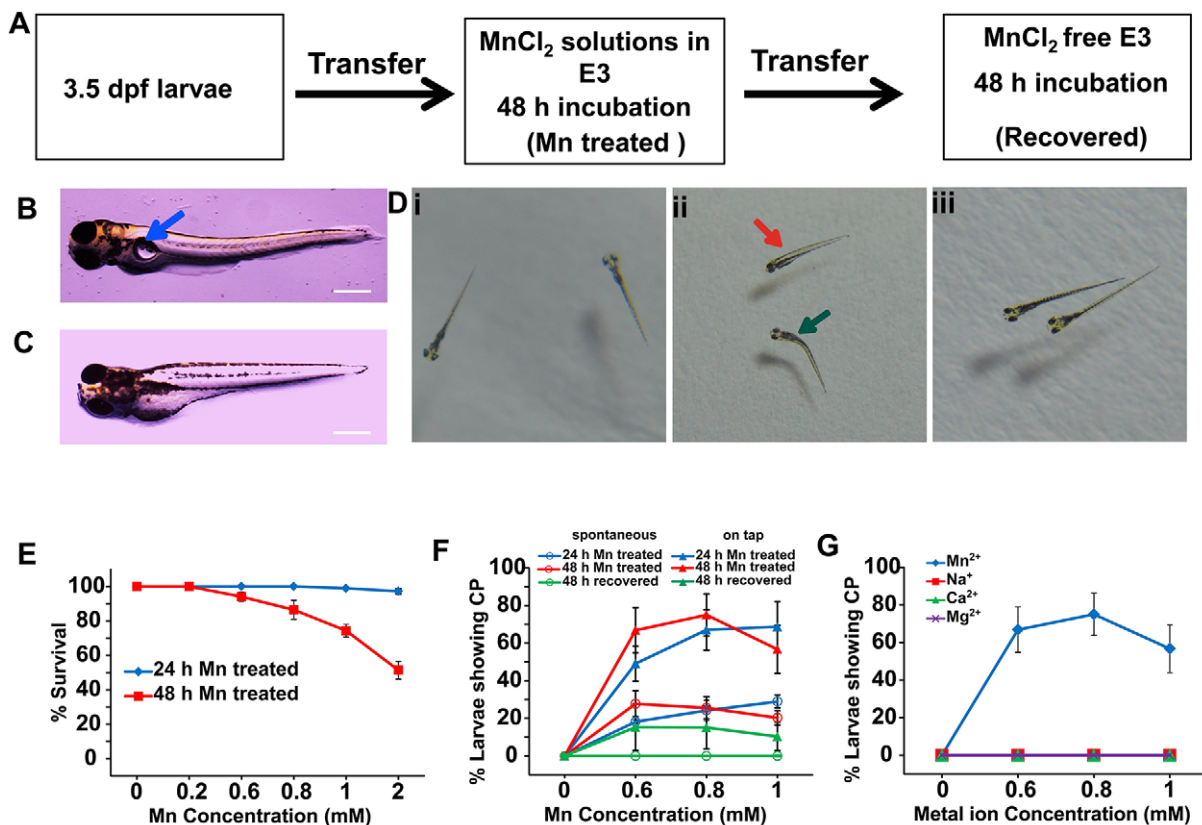 A
3.5 dpf larvae
Transfer
MnCl₂ solutions in
E3
48 h incubation
(Mn treated )
Transfer
MnCl₂ free E3
48 h incubation
(Recovered)
B
C
D
i
ii
iii
E
% Survival
100
80
60
40
20
0
24 h Mn treated
48 h Mn treated
0 0.2 0.6 0.8 1 2
Mn Concentration (mM)
F
spontaneous on tap
24 h Mn treated 24 h Mn treated
48 h Mn treated 48 h Mn treated
48 h recovered 48 h recovered
% Larvae showing CP
100
80
60
40
20
0
0 0.6 0.8 1
Mn Concentration (mM)
G
Mn²⁺
Na⁺
Ca²⁺
Mg²⁺
% Larvae showing CP
100
80
60
40
20
0
0 0.6 0.8 1
Metal ion Concentration (mM)